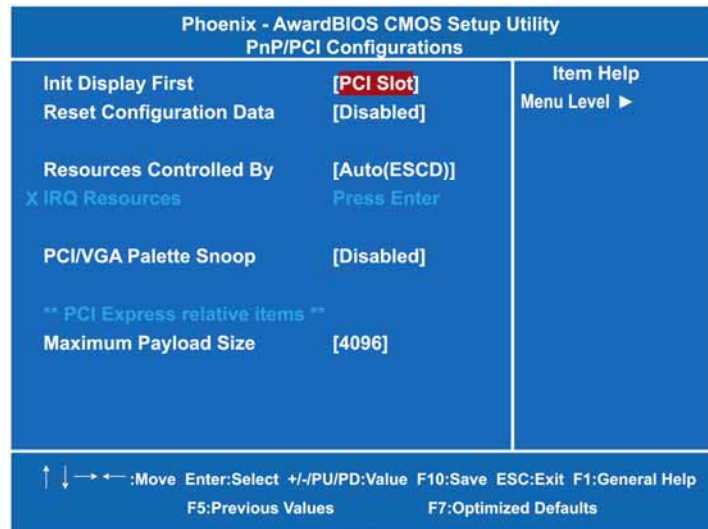 Phoenix - AwardBIOS CMOS Setup Utility
PnP/PCI Configurations
Init Display First [PCI Slot] Item Help
Reset Configuration Data [Disabled] Menu Level ►
Resources Controlled By [Auto(ESCD)]
X IRQ Resources Press Enter
PCI/VGA Palette Snoop [Disabled]
** PCI Express relative items **
Maximum Payload Size [4096]
↑ ↓ → ← :Move Enter:Select +/-/PU/PD:Value F10:Save ESC:Exit F1:General Help
F5:Previous Values F7:Optimized Defaults